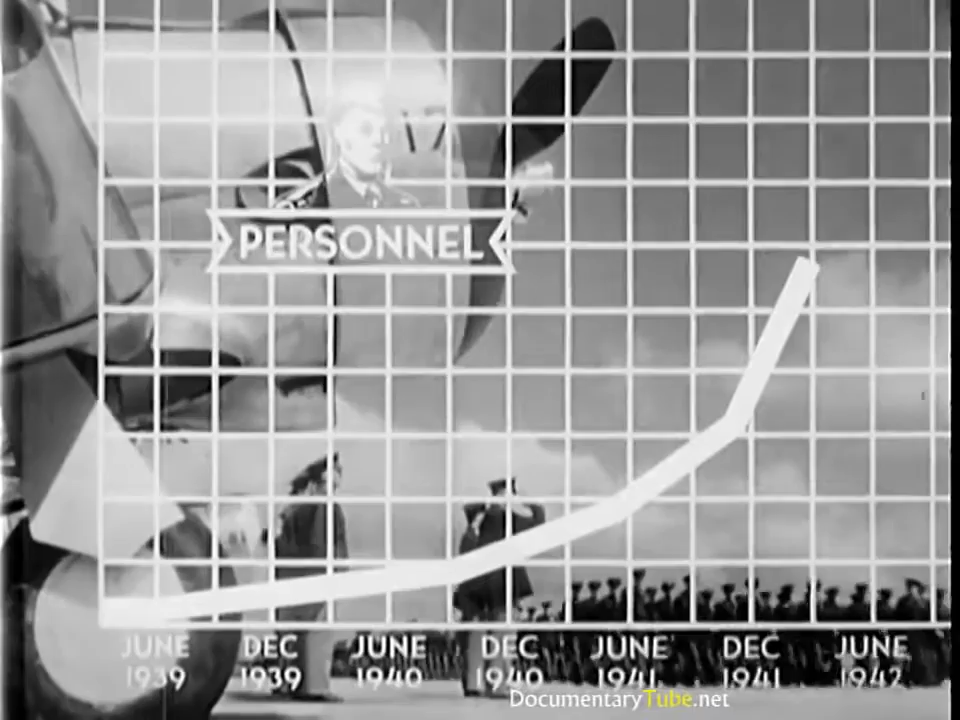 PERSONNEL
JUNE DEC JUNE DEC JUNE DEC JUNE
1939 1939 1940 1940 1941 1941 1942
DocumentaryTube.net